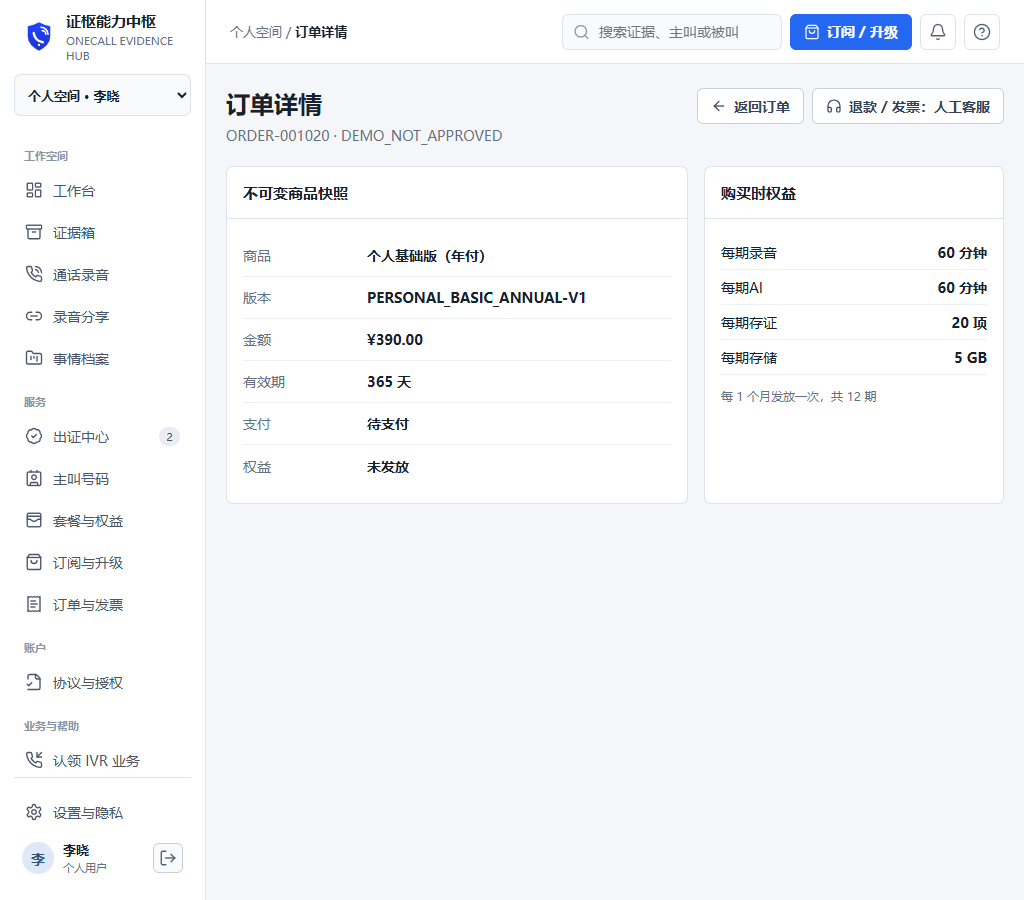 证枢能力中枢
ONECALL EVIDENCE
HUB
个人空间 • 李晓
工作空间
工作台
证据箱
通话录音
录音分享
事情档案
服务
出证中心 2
主叫号码
套餐与权益
订阅与升级
订单与发票
账户
协议与授权
业务与帮助
认领 IVR 业务
设置与隐私
李 李晓
个人用户
个人空间 / 订单详情
搜索证据、主叫或被叫
订阅 / 升级
订单详情
ORDER-001020 · DEMO_NOT_APPROVED
返回订单
退款 / 发票：人工客服
不可变商品快照
商品 个人基础版（年付）
版本 PERSONAL_BASIC_ANNUAL-V1
金额 ¥390.00
有效期 365 天
支付 待支付
权益 未发放
购买时权益
每期录音 60 分钟
每期AI 60 分钟
每期存证 20 项
每期存储 5 GB
每 1 个月发放一次，共 12 期